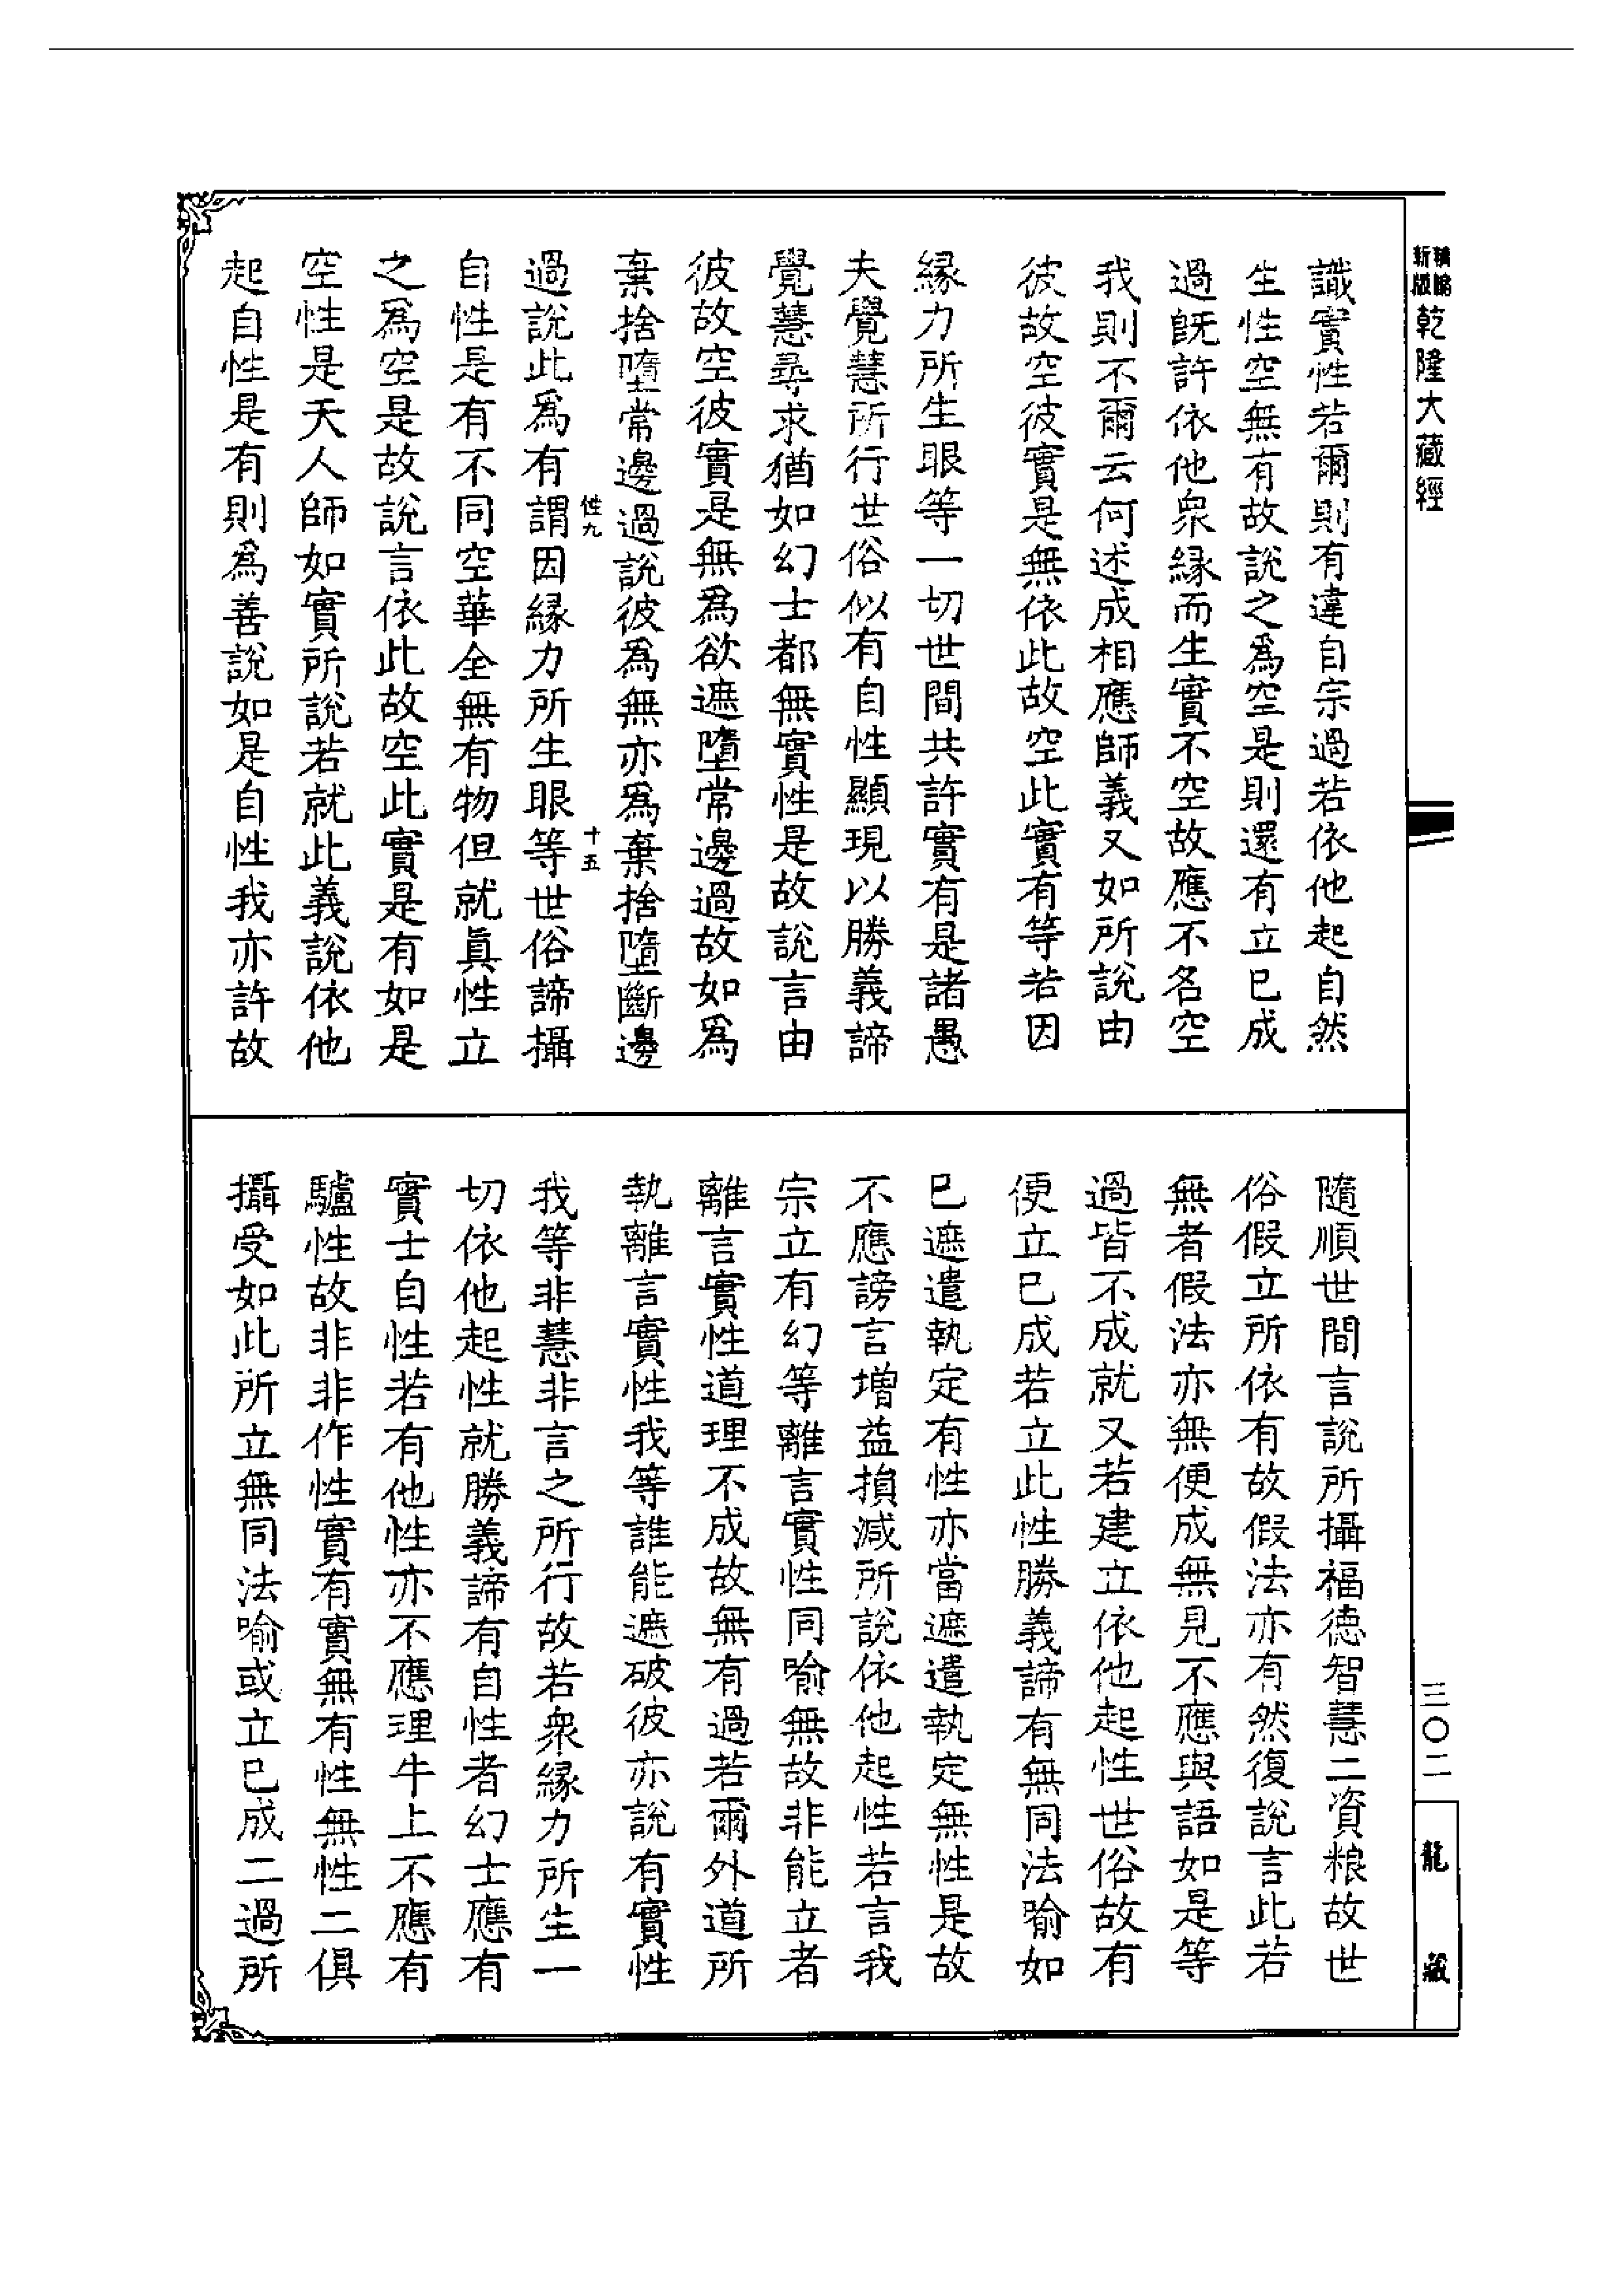 新版
乾隆大藏經
識實性若爾則有違自宗過若依他起自然
生性空無有故說之為空是則還有立已成
過旣許依他衆緣而生實不空故應不名空
我則不爾云何述成相應師義又如所說由
彼故空彼實是無依此故空此實有等若因
緣力所生眼等一切世間共許實有是諸愚
夫覺慧所行世俗似有自性顯現以勝義諦
覺慧尋求猶如幻士都無實性是故說言由
彼故空彼實是無爲欲遮墮常邊過故如爲
棄捨墮常邊過說彼爲無亦爲棄捨墮斷邊
性九
十五
過說此爲有謂因緣力所生眼等世俗諦攝
自性是有不同空華全無有物但就眞性立
之爲空是故說言依此故空此實是有如是
空性是天人師如實所說若就此義說依他
起自性是有則爲善說如是自性我亦許故
隨順世間言說所攝福德智慧二資粮故世
俗假立所依有故假法亦有然復說言此若
無者假法亦無便成無見不應與語如是等
過皆不成就又若建立依他起性世俗故有
便立已成若立此性勝義諦有無同法喻如
已遮遣執定有性亦當遮遣執定無性是故
不應謗言增益損減所說依他起性若言我
宗立有幻等離言實性同喻無故非能立者
離言實性道理不成故無有過若爾外道所
執離言實性我等誰能遮破彼亦說有實性
我等非慧非言之所行故若衆緣力所生一
切依他起性就勝義諦有自性者幻士應有
實士自性若有他性亦不應理牛上不應有
驢性故非非作性實有實無有性無性二俱
攝受如此所立無同法喻或立已成二過所
三〇二
龍藏